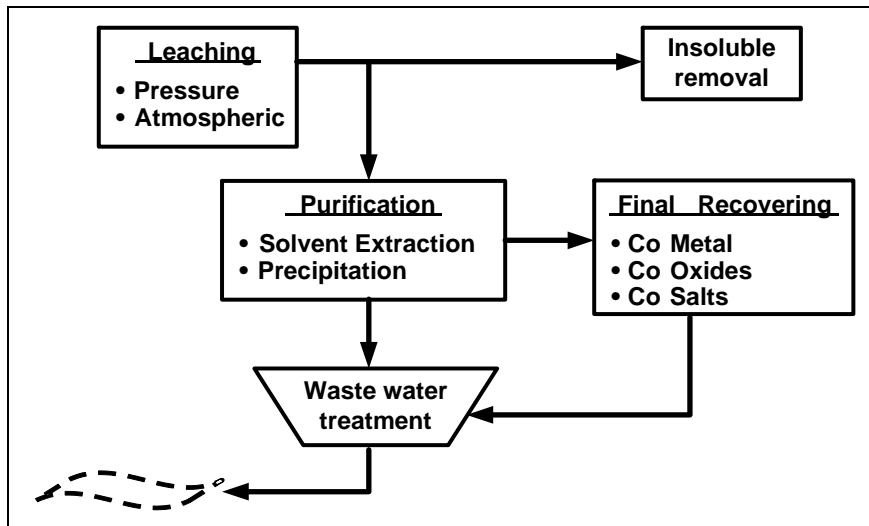 Leaching
• Pressure
• Atmospheric
Insoluble
removal
Purification
• Solvent Extraction
• Precipitation
Final Recovering
• Co Metal
• Co Oxides
• Co Salts
Waste water
treatment